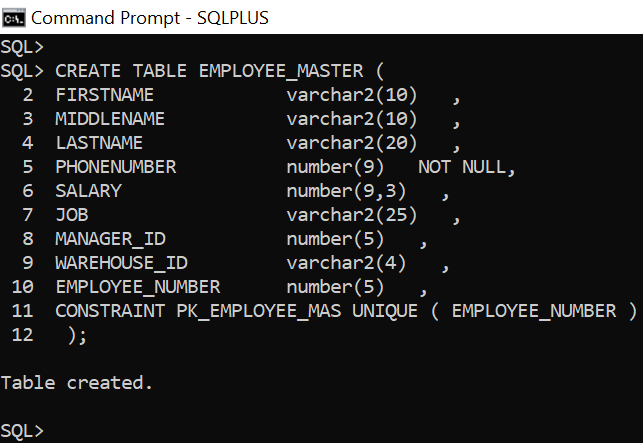 Command Prompt - SQLPLUS
SQL>
SQL> CREATE TABLE EMPLOYEE_MASTER (
2 FIRSTNAME varchar2(10) ,
3 MIDDLENAME varchar2(10) ,
4 LASTNAME varchar2(20) ,
5 PHONENUMBER number(9) NOT NULL,
6 SALARY number(9,3) ,
7 JOB varchar2(25) ,
8 MANAGER_ID number(5) ,
9 WAREHOUSE_ID varchar2(4) ,
10 EMPLOYEE_NUMBER number(5) ,
11 CONSTRAINT PK_EMPLOYEE_MAS UNIQUE ( EMPLOYEE_NUMBER )
12 );
Table created.
SQL>